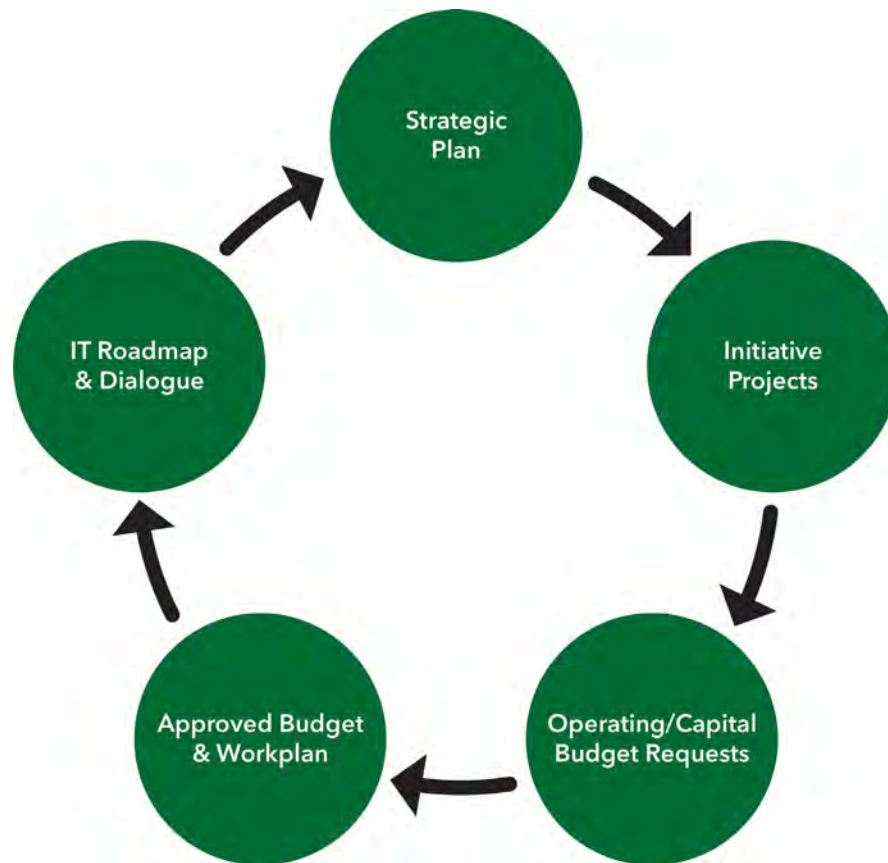 Strategic
Plan
Initiative
Projects
Operating/Capital
Budget Requests
Approved Budget
& Workplan
IT Roadmap
& Dialogue